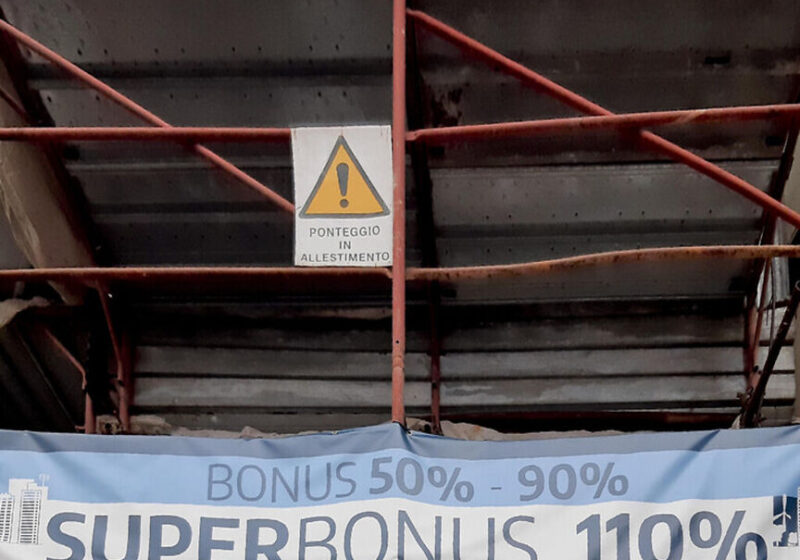 !
PONTEGGIO
IN
ALLESTIMENTO
BONUS 50% - 90%
SUPERBONUS 110%